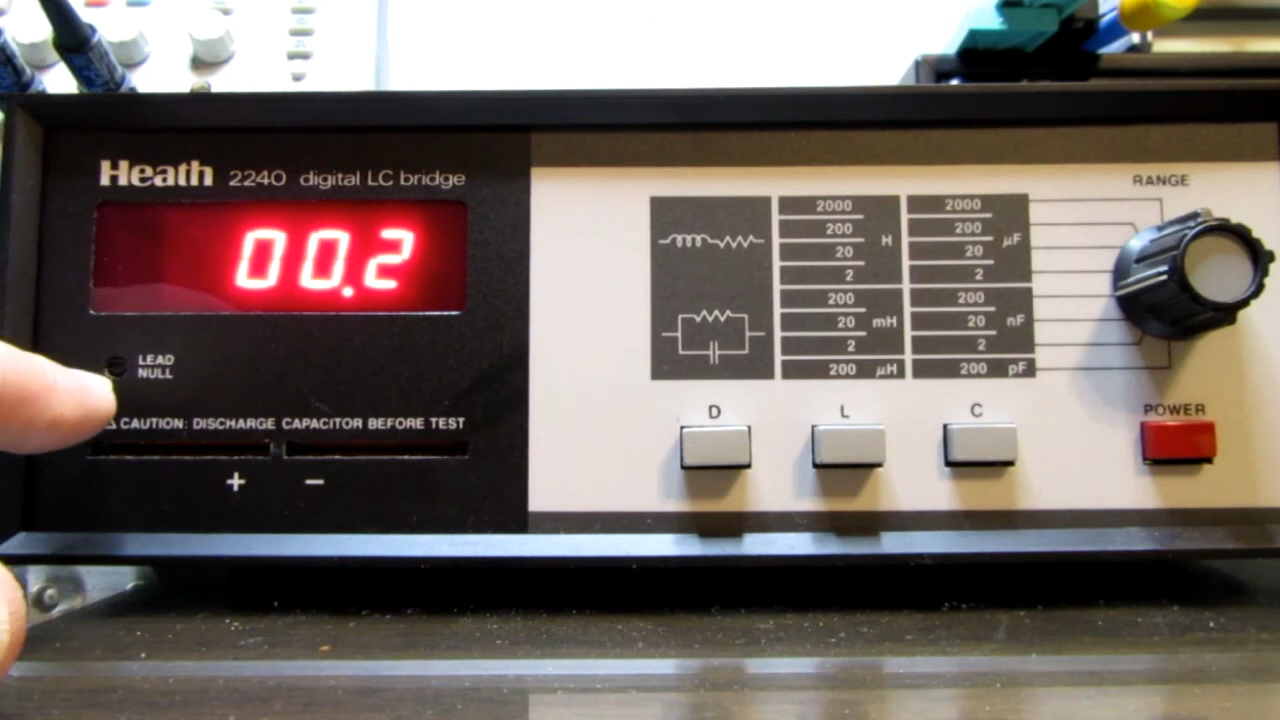 Heath 2240 digital LC bridge
00.2
LEAD
NULL
⚠ CAUTION: DISCHARGE CAPACITOR BEFORE TEST
+ −
RANGE
2000 2000
200 H 200 μF
20 20
2 2
200 200
20 mH 20 nF
2 2
200 μH 200 pF
D L C
POWER